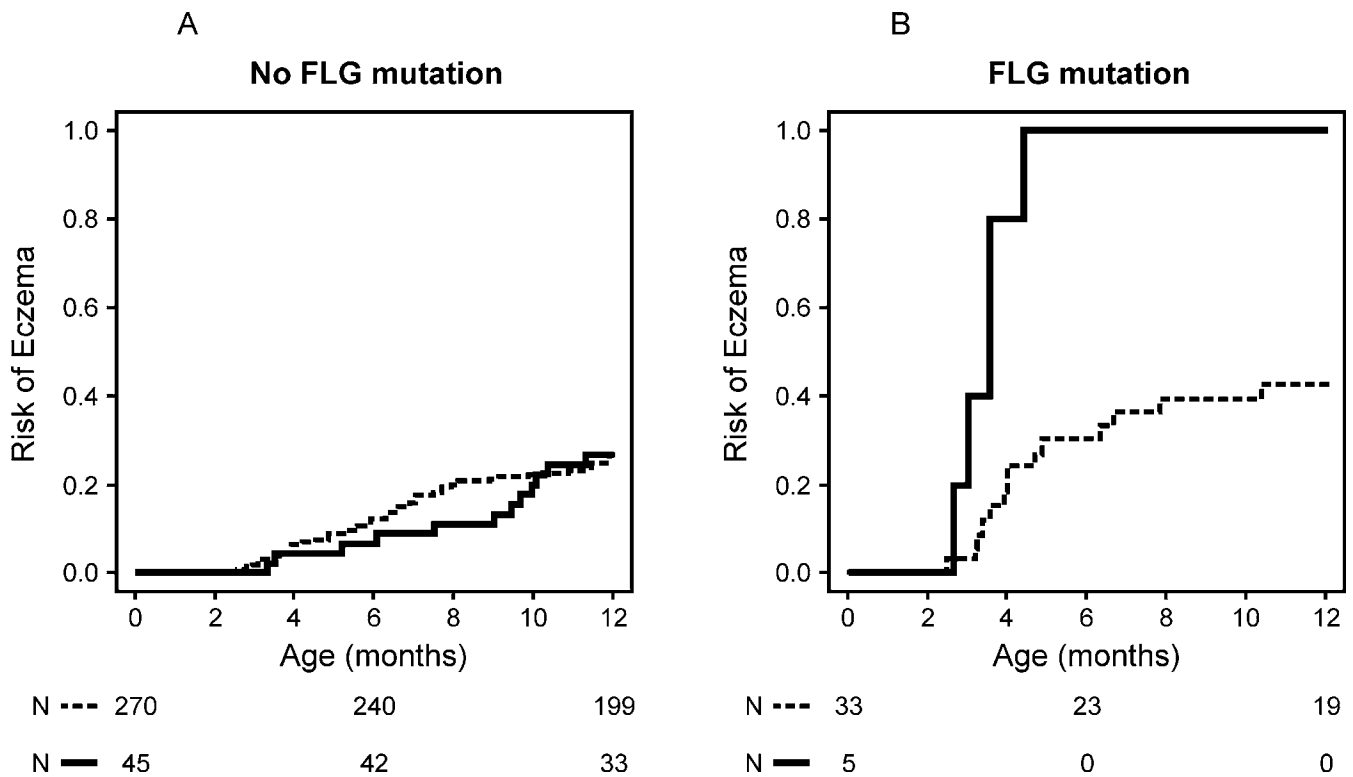 A
No FLG mutation
1.0
0.8
0.6
0.4
0.2
0.0
Risk of Eczema
0 2 4 6 8 10 12
Age (months)
N 270 240 199
N 45 42 33
B
FLG mutation
1.0
0.8
0.6
0.4
0.2
0.0
Risk of Eczema
0 2 4 6 8 10 12
Age (months)
N 33 23 19
N 5 0 0